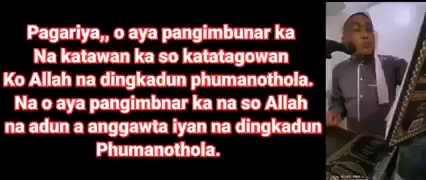 Pagariya,, o aya pangimbunar ka
Na katawan ka so katatagowan
Ko Allah na dingkadun phumanothola.
Na o aya pangimbnar ka na so Allah
na adun a anggawta iyan na dingkadun
Phumanothola.